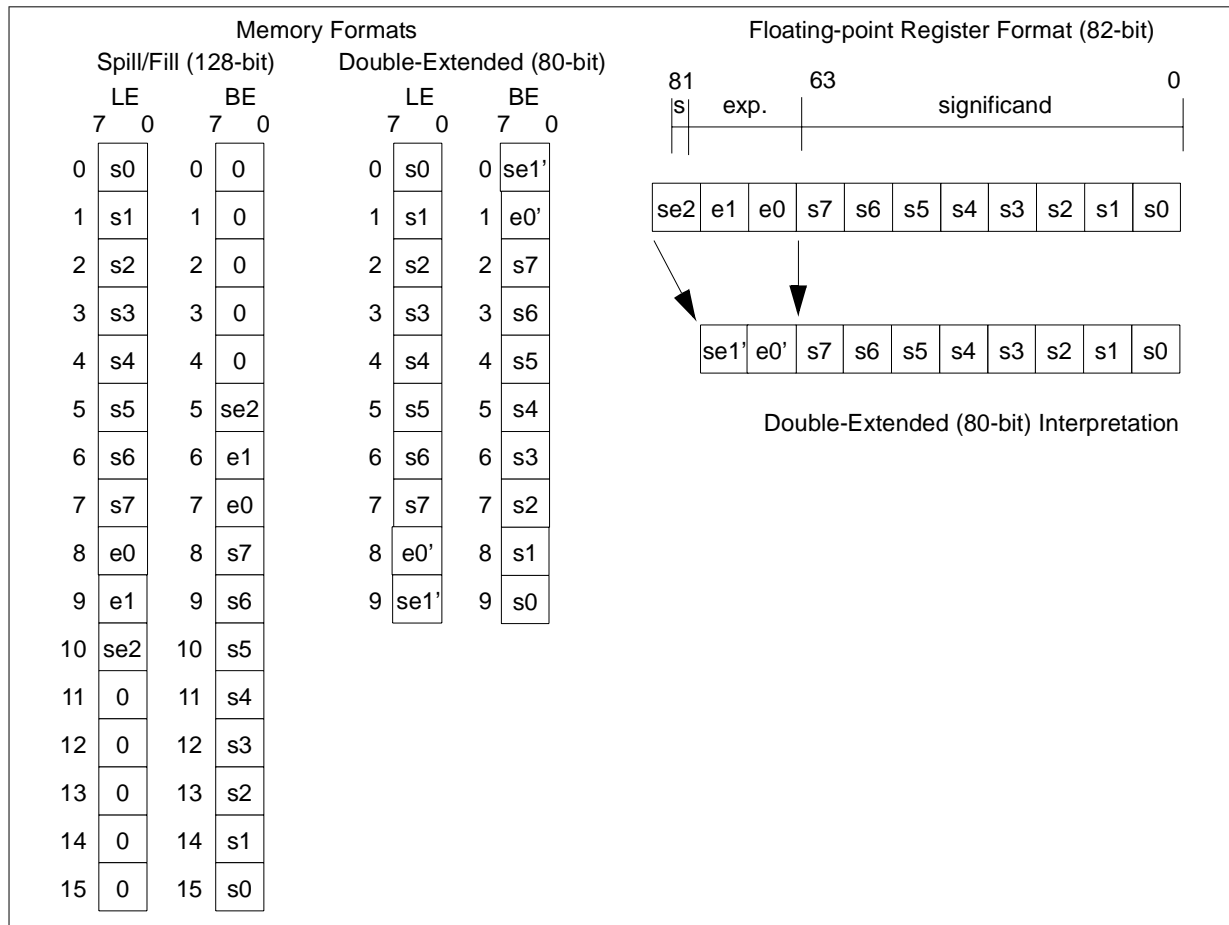 Memory Formats
Spill/Fill (128-bit) Double-Extended (80-bit)
LE BE LE BE
7 0 7 0 7 0 7 0
0 s0 0 0 0 s0 0 se1’
1 s1 1 0 1 s1 1 e0’
2 s2 2 0 2 s2 2 s7
3 s3 3 0 3 s3 3 s6
4 s4 4 0 4 s4 4 s5
5 s5 5 se2 5 s5 5 s4
6 s6 6 e1 6 s6 6 s3
7 s7 7 e0 7 s7 7 s2
8 e0 8 s7 8 e0’ 8 s1
9 e1 9 s6 9 se1’ 9 s0
10 se2 10 s5
11 0 11 s4
12 0 12 s3
13 0 13 s2
14 0 14 s1
15 0 15 s0
Floating-point Register Format (82-bit)
81 63 0
s exp. significand
se2 e1 e0 s7 s6 s5 s4 s3 s2 s1 s0
se1’ e0’ s7 s6 s5 s4 s3 s2 s1 s0
Double-Extended (80-bit) Interpretation